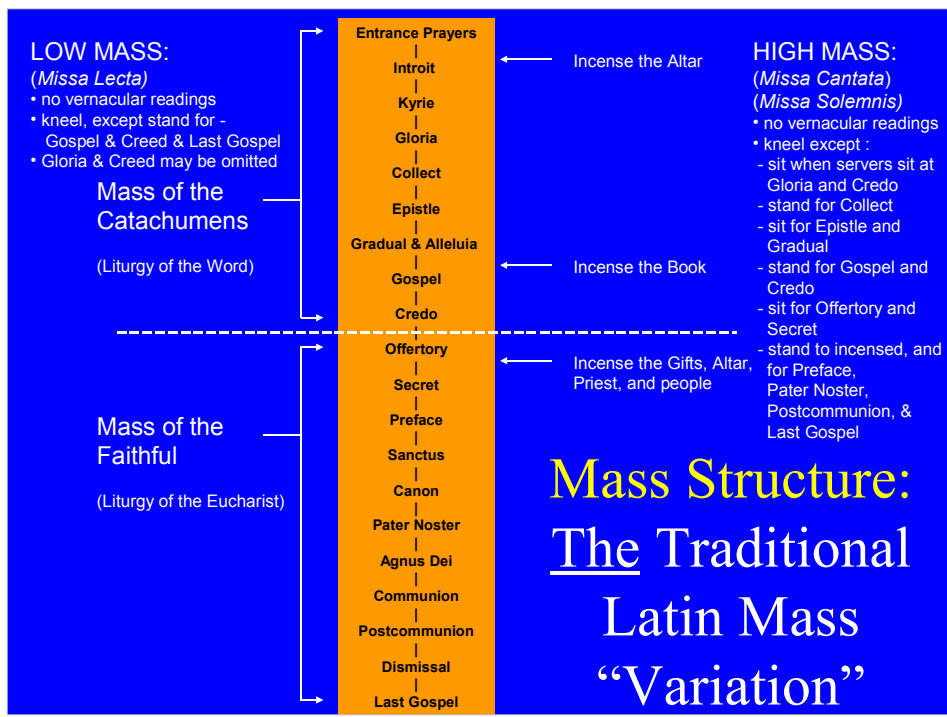 LOW MASS:
(Missa Lecta)
• no vernacular readings
• kneel, except stand for -
Gospel & Creed & Last Gospel
• Gloria & Creed may be omitted
Mass of the
Catachumens
(Liturgy of the Word)
Mass of the
Faithful
(Liturgy of the Eucharist)
Entrance Prayers
Introit
Kyrie
Gloria
Collect
Epistle
Gradual & Alleluia
Gospel
Credo
Offertory
Secret
Preface
Sanctus
Canon
Pater Noster
Agnus Dei
Communion
Postcommunion
Dismissal
Last Gospel
Incense the Altar
Incense the Book
Incense the Gifts, Altar,
Priest, and people
HIGH MASS:
(Missa Cantata)
(Missa Solemnis)
• no vernacular readings
• kneel except :
- sit when servers sit at
Gloria and Credo
- stand for Collect
- sit for Epistle and
Gradual
- stand for Gospel and
Credo
- sit for Offertory and
Secret
- stand to incensed, and
for Preface,
Pater Noster,
Postcommunion, &
Last Gospel
Mass Structure:
The Traditional
Latin Mass
“Variation”